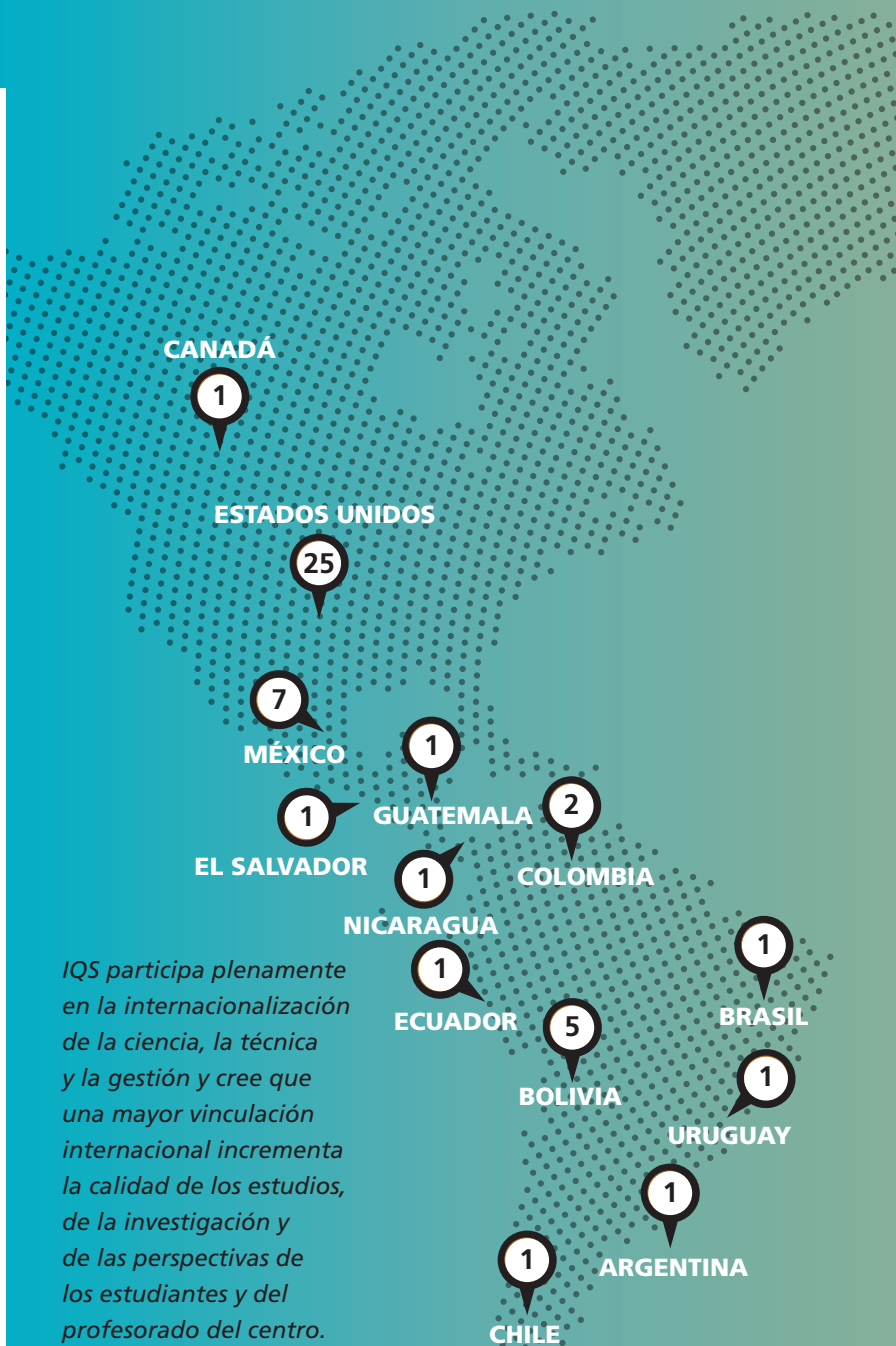 CANADÁ
1
ESTADOS UNIDOS
25
7
MÉXICO
1
GUATEMALA
1
EL SALVADOR
2
COLOMBIA
1
NICARAGUA
1
ECUADOR
1
BRASIL
5
BOLIVIA
1
URUGUAY
1
ARGENTINA
1
CHILE
IQS participa plenamente
en la internacionalización
de la ciencia, la técnica
y la gestión y cree que
una mayor vinculación
internacional incrementa
la calidad de los estudios,
de la investigación y
de las perspectivas de
los estudiantes y del
profesorado del centro.